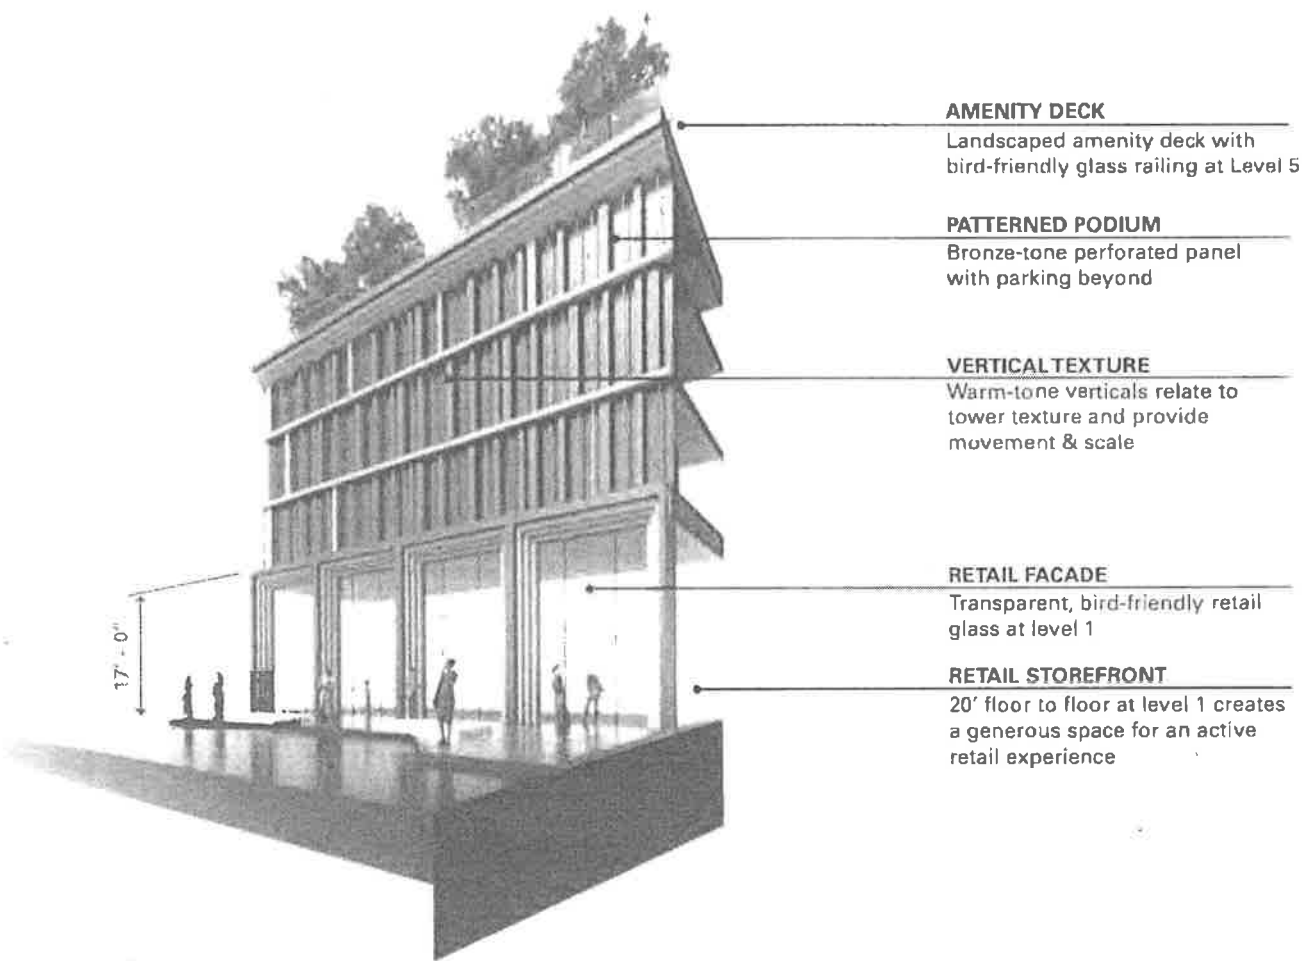 AMENITY DECK
Landscaped amenity deck with
bird-friendly glass railing at Level 5
PATTERNED PODIUM
Bronze-tone perforated panel
with parking beyond
VERTICAL TEXTURE
Warm-tone verticals relate to
tower texture and provide
movement & scale
RETAIL FACADE
Transparent, bird-friendly retail
glass at level 1
17' - 0"
RETAIL STOREFRONT
20' floor to floor at level 1 creates
a generous space for an active
retail experience